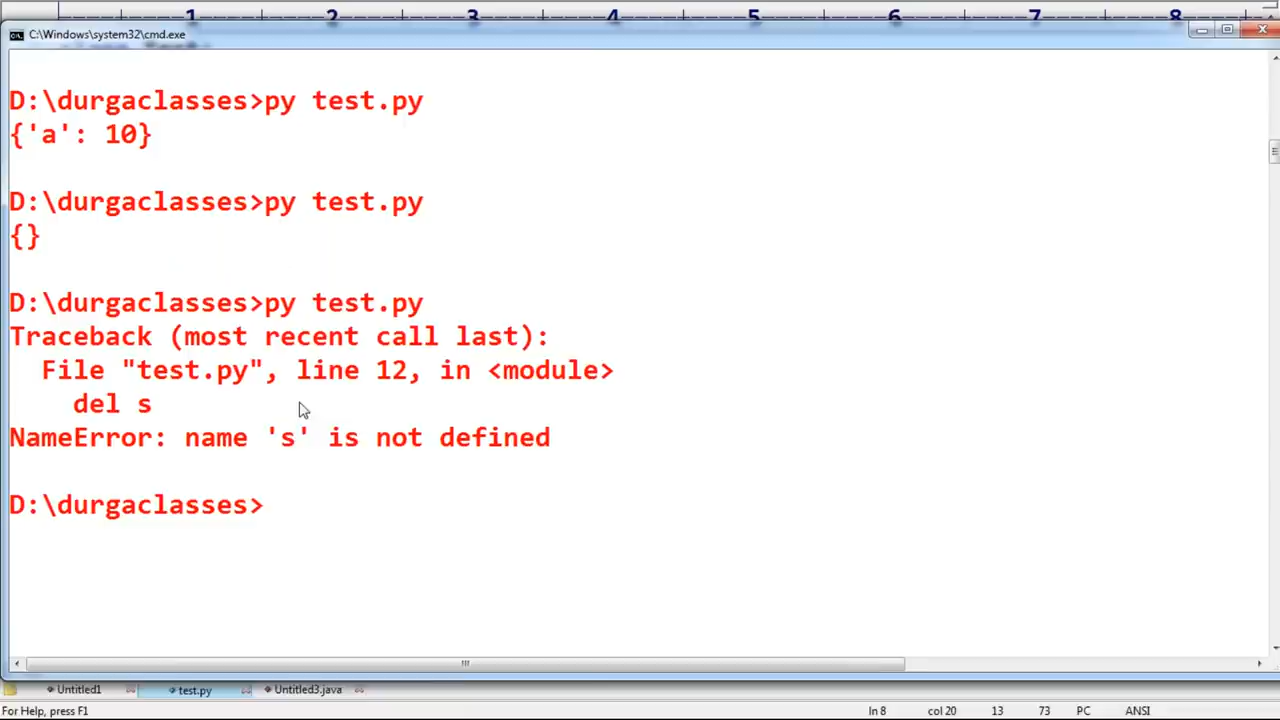 1 2 3 4 5 6 7 8
C:\Windows\system32\cmd.exe
D:\durgaclasses>py test.py
{'a': 10}
D:\durgaclasses>py test.py
{}
D:\durgaclasses>py test.py
Traceback (most recent call last):
File "test.py", line 12, in <module>
del s
NameError: name 's' is not defined
D:\durgaclasses>
Untitled1 test.py Untitled3.java
For Help, press F1 ln 8 col 20 13 73 PC ANSI